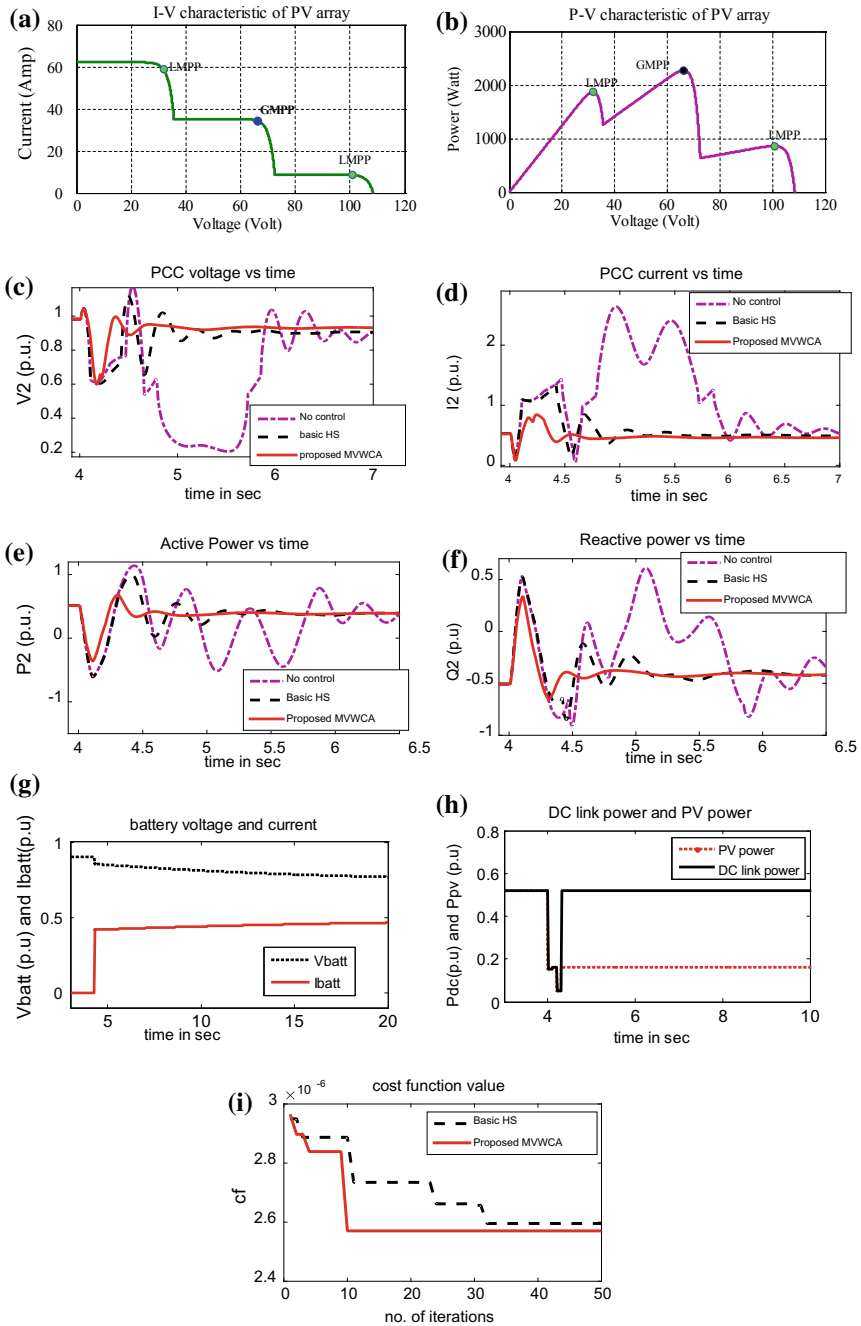 (a)
I-V characteristic of PV array
Current (Amp)
80
60
40
20
0
LMPP
GMPP
LMPP
0 20 40 60 80 100 120
Voltage (Volt)
(b)
P-V characteristic of PV array
Power (Watt)
3000
2000
1000
0
GMPP
LMPP
LMPP
0 20 40 60 80 100 120
Voltage (Volt)
(c)
PCC voltage vs time
V2 (p.u.)
1
0.8
0.6
0.4
0.2
No control
basic HS
proposed MVWCA
4 5 6 7
time in sec
(d)
PCC current vs time
I2 (p.u.)
2
1
0
No control
Basic HS
Proposed MVWCA
4 4.5 5 5.5 6 6.5 7
time in sec
(e)
Active Power vs time
P2 (p.u.)
1
0
-1
No control
Basic HS
Proposed MVWCA
4 4.5 5 5.5 6 6.5
time in sec
(f)
Reactive power vs time
Q2 (p.u)
0.5
0
-0.5
-1
No control
Basic HS
Proposed MVWCA
4 4.5 5 5.5 6 6.5
time in sec
(g)
battery voltage and current
Vbatt (p.u) and Ibatt(p.u)
1
0.5
0
Vbatt
Ibatt
5 10 15 20
time in sec
(h)
DC link power and PV power
Pdc(p.u) and Ppv (p.u)
0.8
0.6
0.4
0.2
0
PV power
DC link power
4 6 8 10
time in sec
(i)
cost function value
× 10 -6
cf
3
2.8
2.6
2.4
Basic HS
Proposed MVWCA
0 10 20 30 40 50
no. of iterations